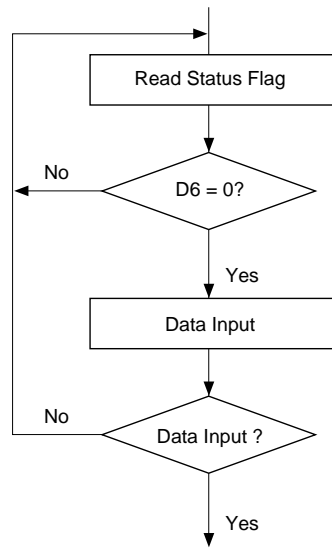 Read Status Flag
No
D6 = 0?
Yes
Data Input
No
Data Input ?
Yes